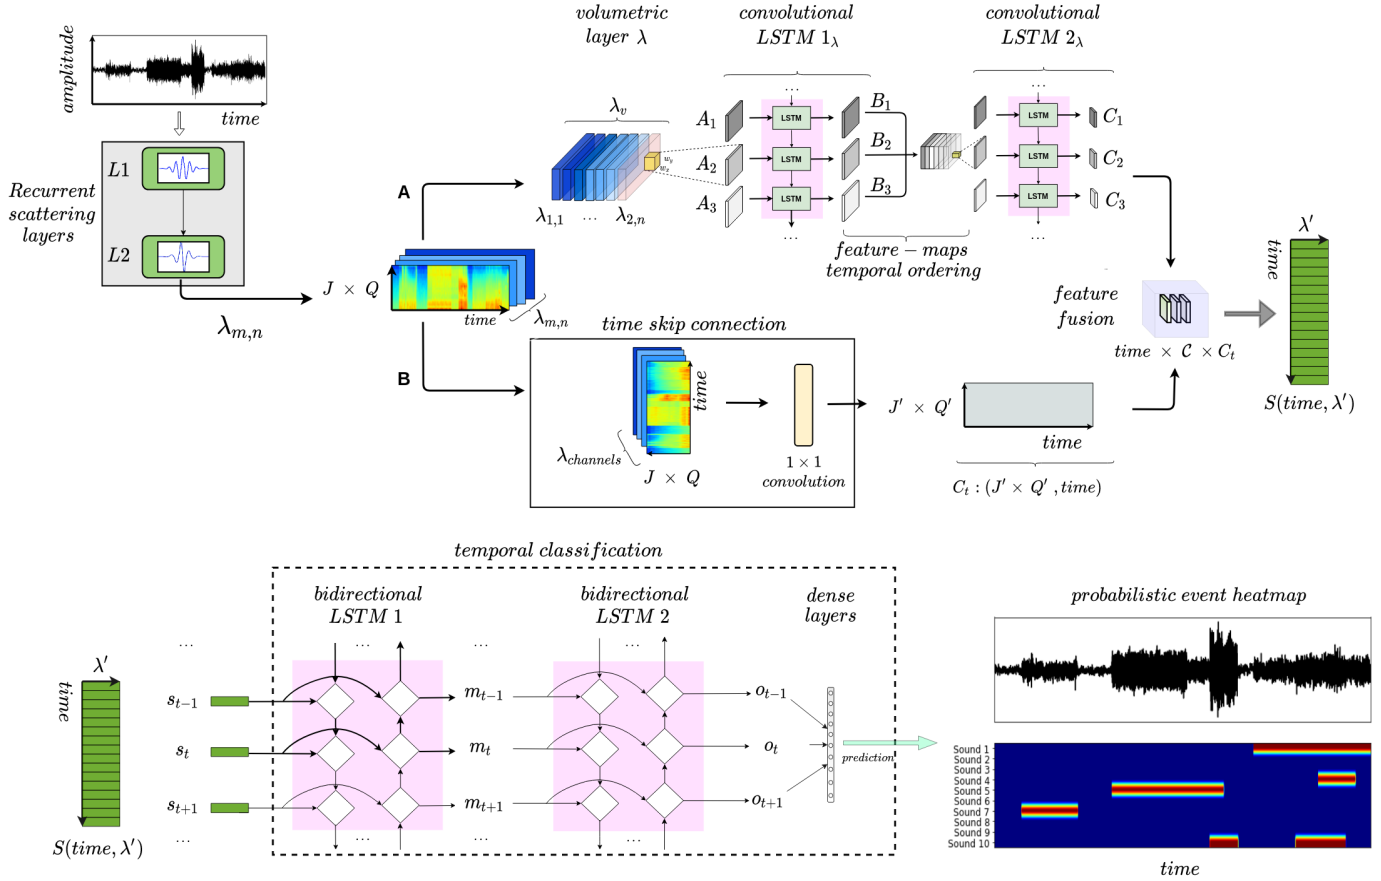 amplitude
time
Recurrent
scattering
layers
L1
L2
λm,n
J × Q
time
λm,n
A
B
volumetric
layer λ
λv
wy
λ1,1 ... λ2,n
convolutional
LSTM 1λ
...
A1
A2
A3
LSTM
LSTM
LSTM
...
B1
B2
B3
feature − maps
temporal ordering
convolutional
LSTM 2λ
...
LSTM
LSTM
LSTM
...
C1
C2
C3
time skip connection
time
λchannels
J × Q
1 × 1
convolution
J' × Q'
time
Ct : (J' × Q' , time)
feature
fusion
time × C × Ct
λ'
time
S(time, λ')
temporal classification
bidirectional
LSTM 1
bidirectional
LSTM 2
dense
layers
λ'
time
S(time, λ')
... ... ... ...
st−1
st
st+1
...
mt−1
mt
mt+1
... ... ...
ot−1
ot
ot+1
prediction
probabilistic event heatmap
Sound 1
Sound 2
Sound 3
Sound 4
Sound 5
Sound 6
Sound 7
Sound 8
Sound 9
Sound 10
time